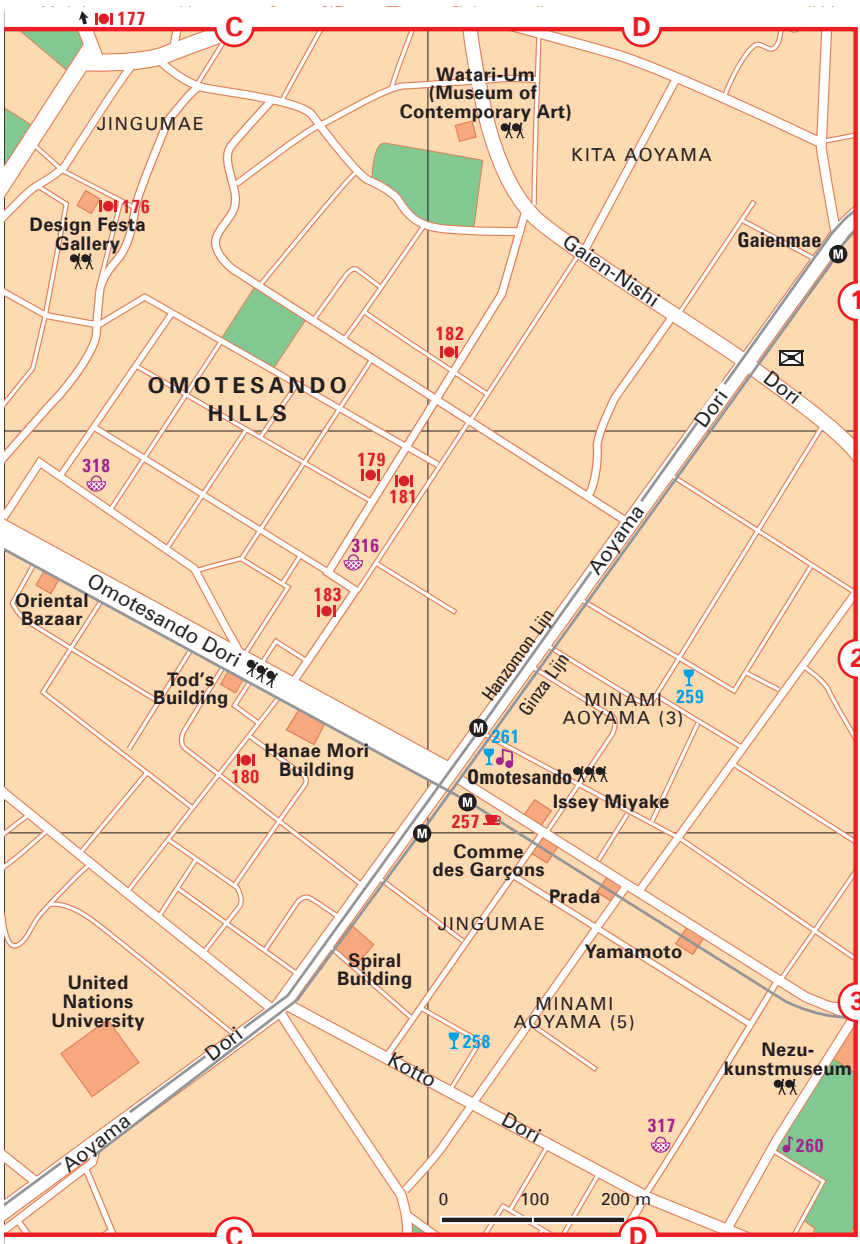 177
C
D
Watari-Um
(Museum of
Contemporary Art)
JINGUMAE
KITA AOYAMA
176
Design Festa
Gallery
Gaienmae
M
Gaien-Nishi
1
182
Dori
Dori
OMOTESANDO
HILLS
318
179
181
Aoyama
316
183
Oriental
Bazaar
Omotesando Dori
Hanzomon Lijn
Ginza Lijn
2
Tod's
Building
259
MINAMI
AOYAMA (3)
M
261
Hanae Mori
Building
180
Omotesando
M
Issey Miyake
257
M
Comme
des Garçons
Prada
JINGUMAE
Yamamoto
Spiral
Building
United
Nations
University
3
MINAMI
AOYAMA (5)
258
Dori
Nezu-
kunstmuseum
Kotto
Dori
Aoyama
317
260
0 100 200 m
C
D